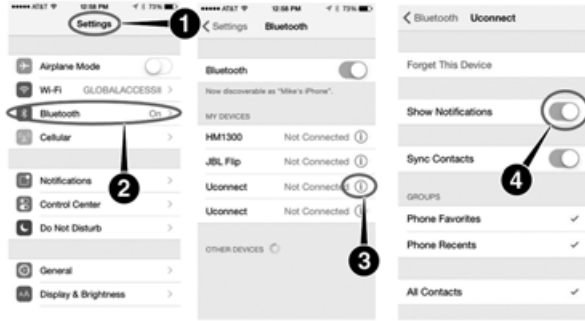 AT&T 12:58 PM 73%
Settings
1
Airplane Mode
Wi-Fi GLOBALACCESSII
Bluetooth On
2
Cellular
Notifications
Control Center
Do Not Disturb
General
Display & Brightness
AT&T 12:58 PM 73%
Settings Bluetooth
Bluetooth
Now discoverable as "Mike's iPhone".
MY DEVICES
HM1300 Not Connected
JBL Flip Not Connected
Uconnect Not Connected
Uconnect Not Connected
3
OTHER DEVICES
Bluetooth Uconnect
Forget This Device
Show Notifications
4
Sync Contacts
GROUPS
Phone Favorites
Phone Recents
All Contacts